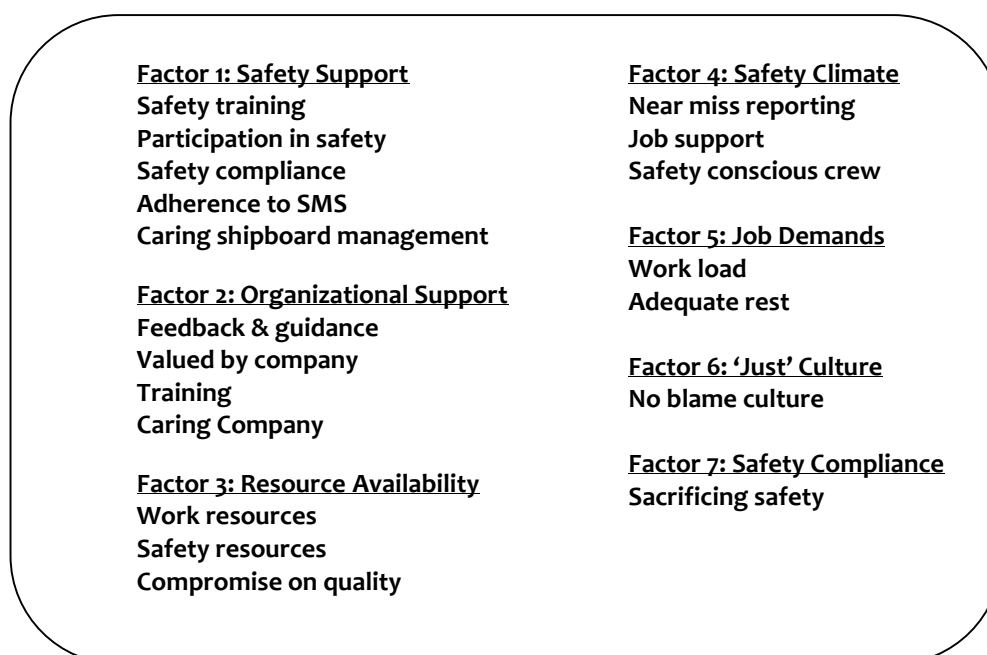 Factor 1: Safety Support
Safety training
Participation in safety
Safety compliance
Adherence to SMS
Caring shipboard management
Factor 2: Organizational Support
Feedback & guidance
Valued by company
Training
Caring Company
Factor 3: Resource Availability
Work resources
Safety resources
Compromise on quality
Factor 4: Safety Climate
Near miss reporting
Job support
Safety conscious crew
Factor 5: Job Demands
Work load
Adequate rest
Factor 6: ‘Just’ Culture
No blame culture
Factor 7: Safety Compliance
Sacrificing safety